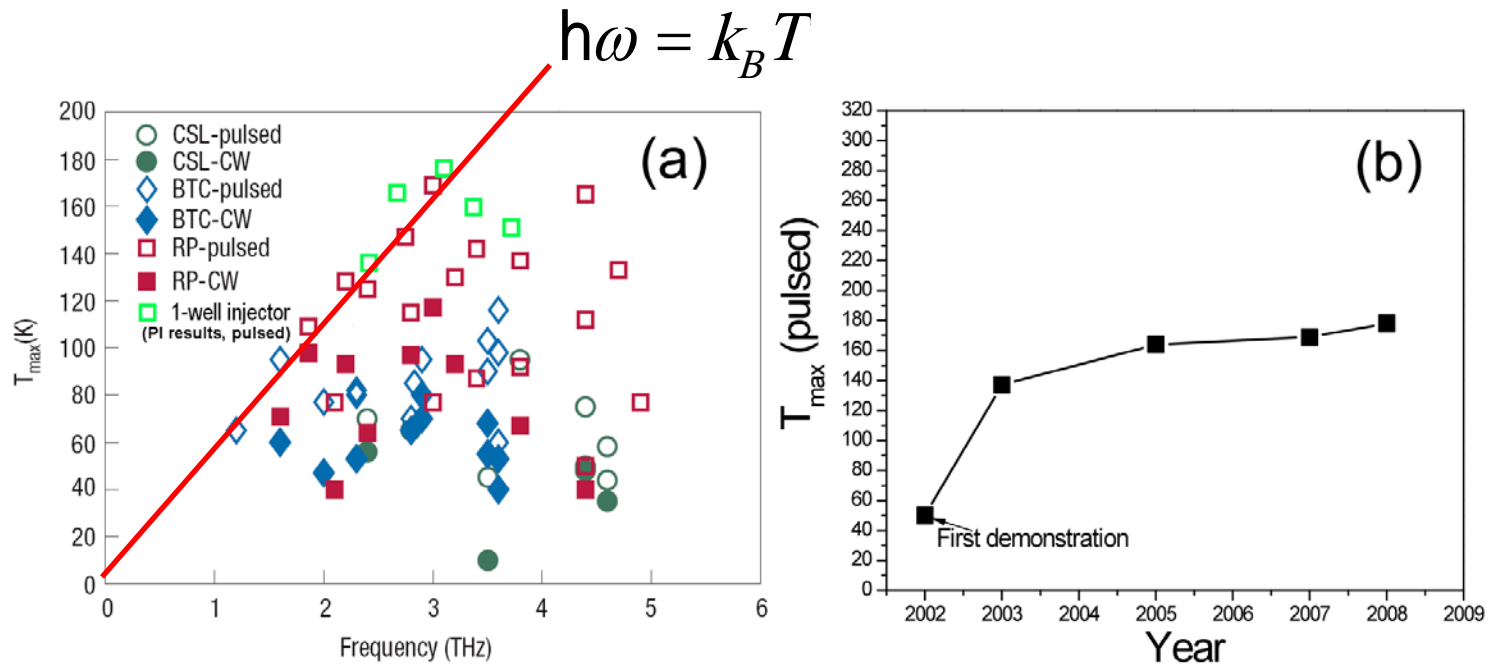 hω = k_B T
200
180
160
140
120
100
80
60
40
20
0
T_max(K)
CSL-pulsed
CSL-CW
BTC-pulsed
BTC-CW
RP-pulsed
RP-CW
1-well injector
(PI results, pulsed)
(a)
0 1 2 3 4 5 6
Frequency (THz)
320
300
280
260
240
220
200
180
160
140
120
100
80
60
40
20
0
T_max (pulsed)
(b)
First demonstration
2002 2003 2004 2005 2006 2007 2008 2009
Year